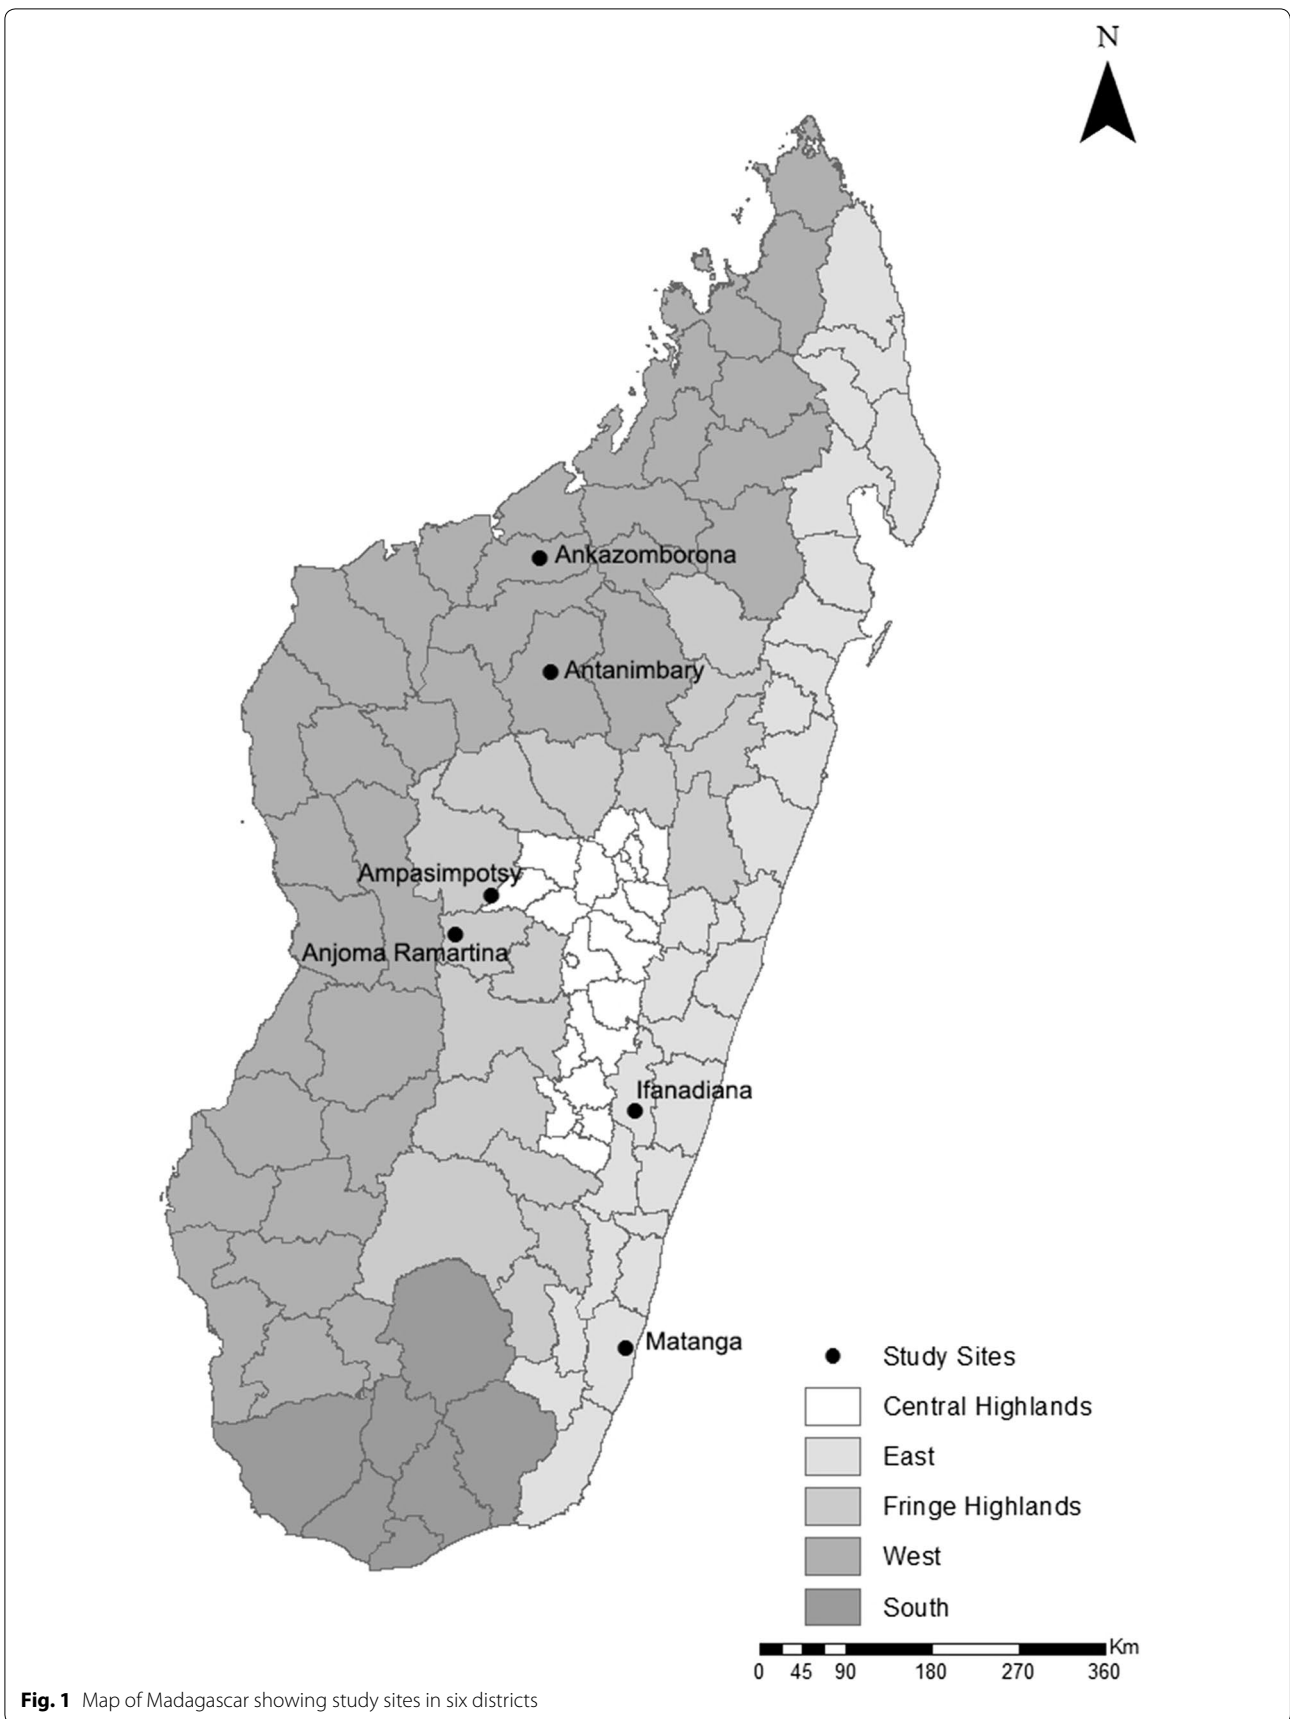 N
Ankazomborona
Antanimbary
Ampasimpotsy
Anjoma Ramartina
Ifanadiana
Matanga
Study Sites
Central Highlands
East
Fringe Highlands
West
South
Km
0 45 90 180 270 360
Fig. 1 Map of Madagascar showing study sites in six districts